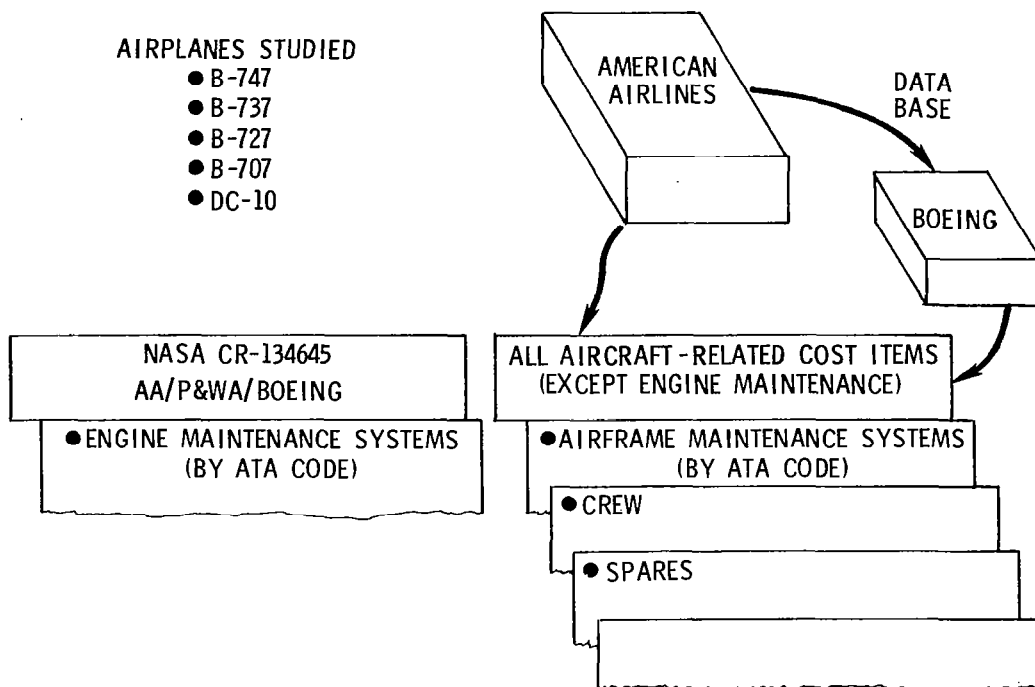 AIRPLANES STUDIED
● B-747
● B-737
● B-727
● B-707
● DC-10
AMERICAN
AIRLINES
DATA
BASE
BOEING
NASA CR-134645
AA/P&WA/BOEING
● ENGINE MAINTENANCE SYSTEMS
(BY ATA CODE)
ALL AIRCRAFT-RELATED COST ITEMS
(EXCEPT ENGINE MAINTENANCE)
● AIRFRAME MAINTENANCE SYSTEMS
(BY ATA CODE)
● CREW
● SPARES